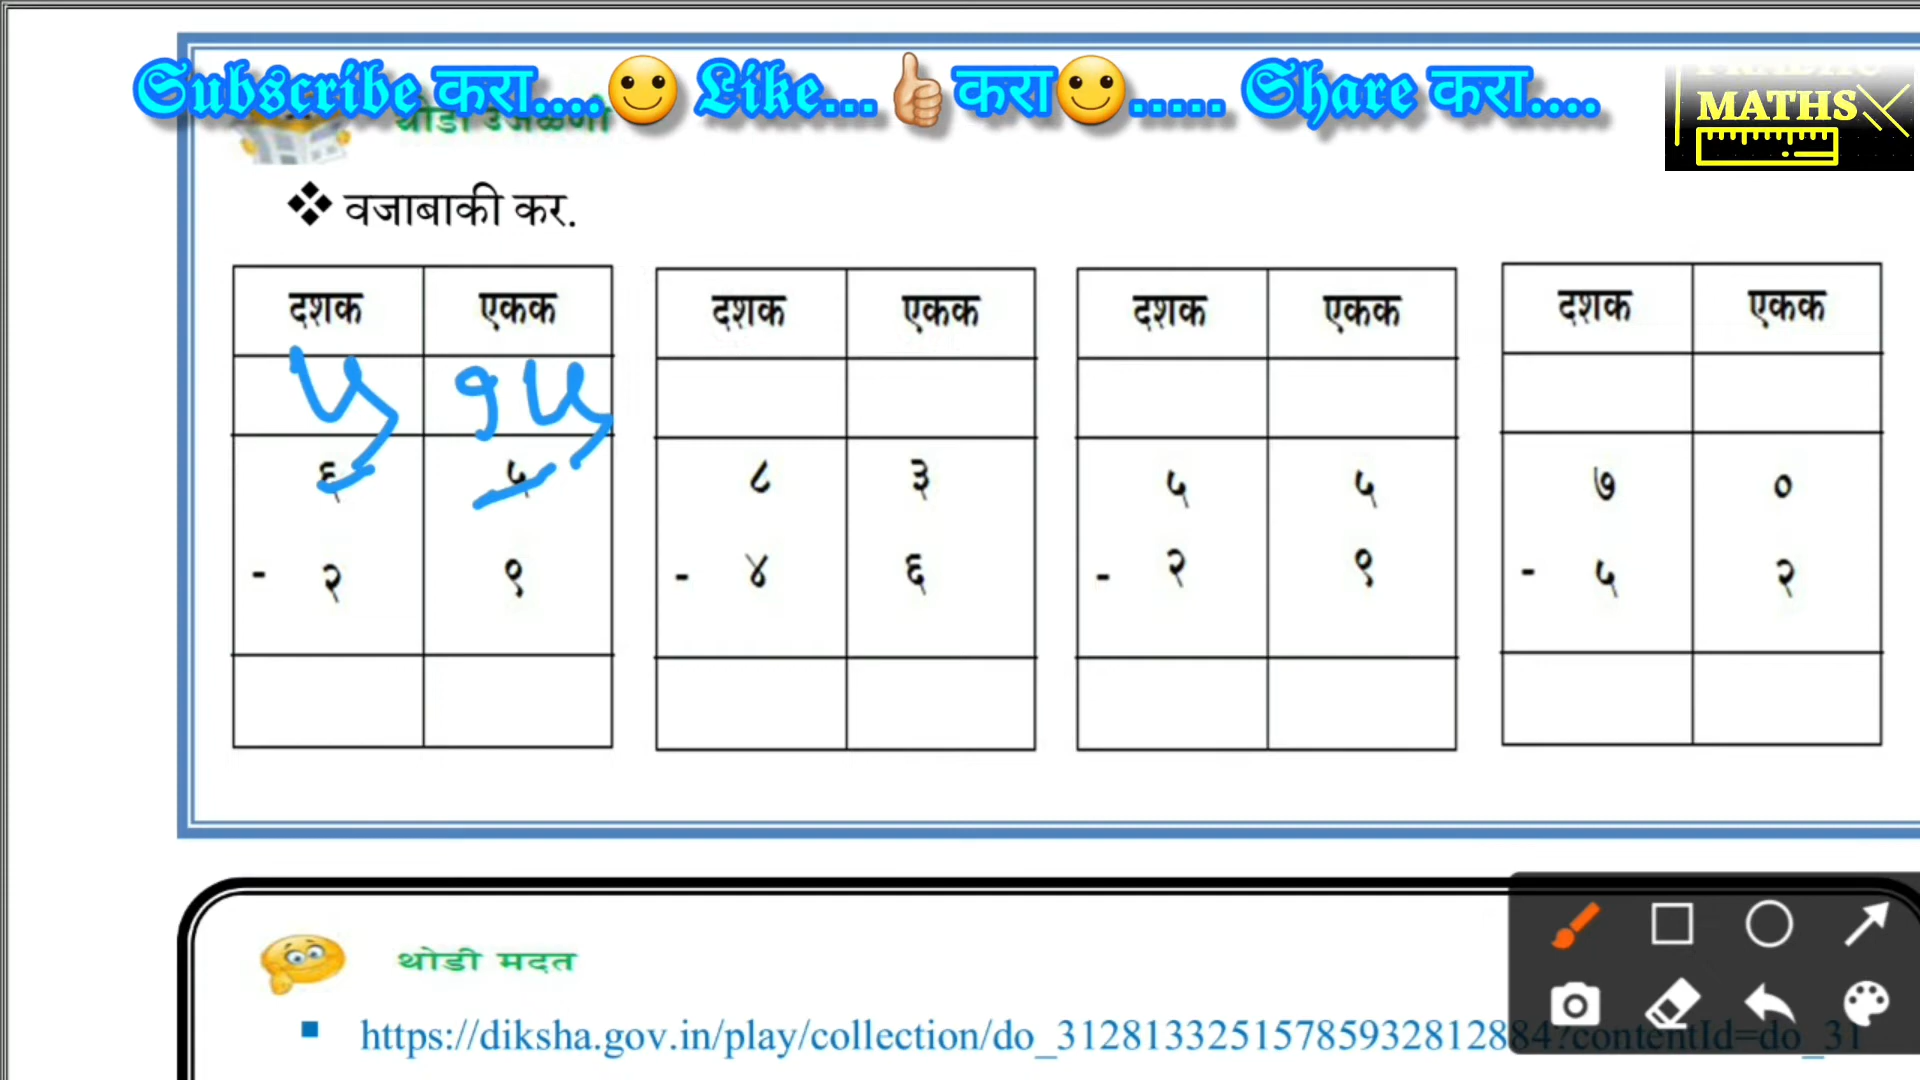 Subscribe करा....😊 Like...👍 करा😊..... Share करा....
MATHS
थोडी उजळणी
❖ वजाबाकी कर.
दशक एकक दशक एकक दशक एकक दशक एकक
५ १५
६ ५ ८ ३ ५ ५ ७ ०
- २ ९ - ४ ६ - २ ९ - ५ २
थोडी मदत
▪ https://diksha.gov.in/play/collection/do_31281332515785932812884?contentId=do_31